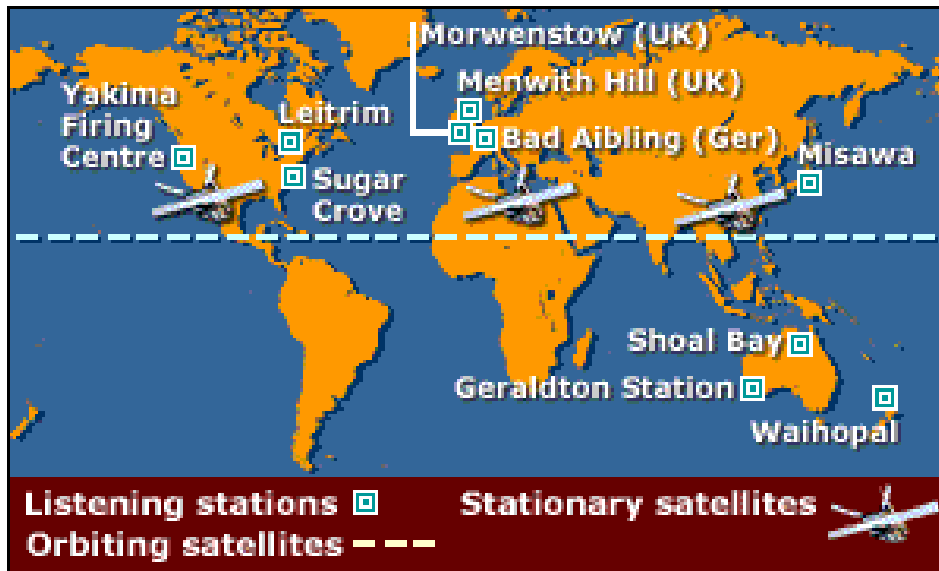 Morwenstow (UK)
Menwith Hill (UK)
Yakima
Firing
Centre
Leitrim
Bad Aibling (Ger)
Misawa
Sugar
Crove
Shoal Bay
Geraldton Station
Waihopal
Listening stations
Stationary satellites
Orbiting satellites